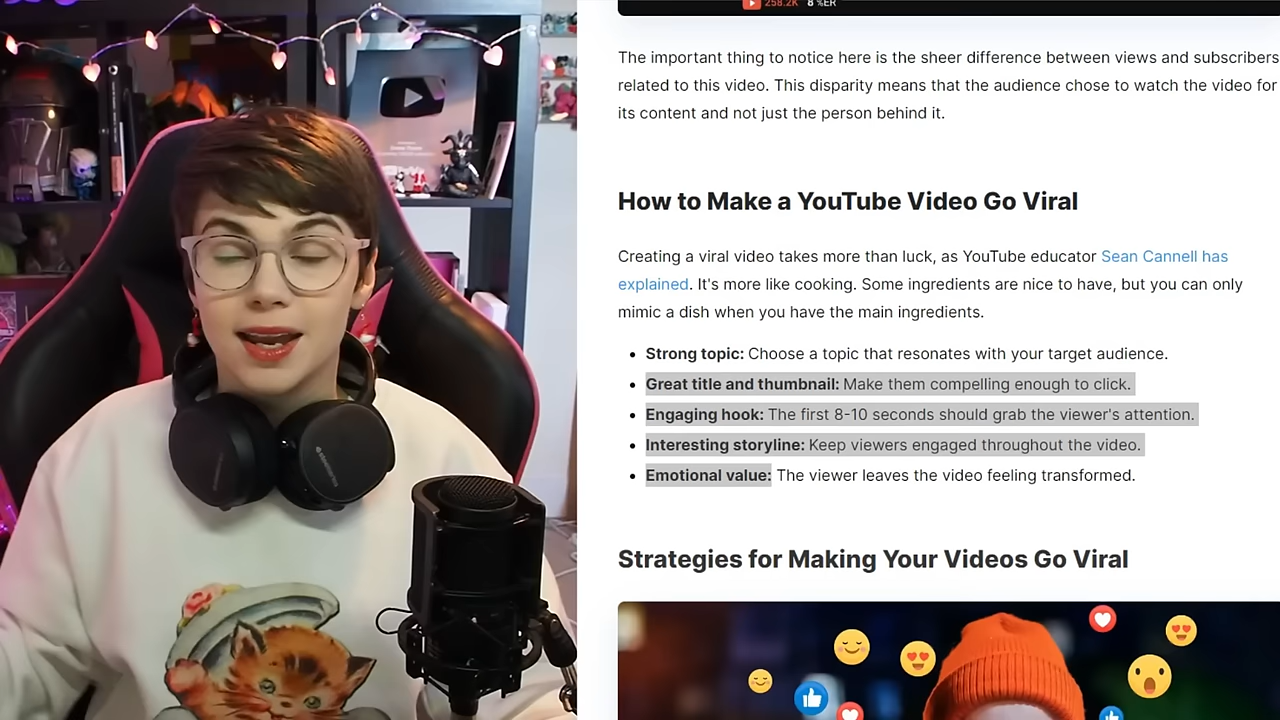 258.2K 8 %ER
The important thing to notice here is the sheer difference between views and subscribers
related to this video. This disparity means that the audience chose to watch the video for
its content and not just the person behind it.
How to Make a YouTube Video Go Viral
Creating a viral video takes more than luck, as YouTube educator Sean Cannell has
explained. It's more like cooking. Some ingredients are nice to have, but you can only
mimic a dish when you have the main ingredients.
• Strong topic: Choose a topic that resonates with your target audience.
• Great title and thumbnail: Make them compelling enough to click.
• Engaging hook: The first 8-10 seconds should grab the viewer's attention.
• Interesting storyline: Keep viewers engaged throughout the video.
• Emotional value: The viewer leaves the video feeling transformed.
Strategies for Making Your Videos Go Viral